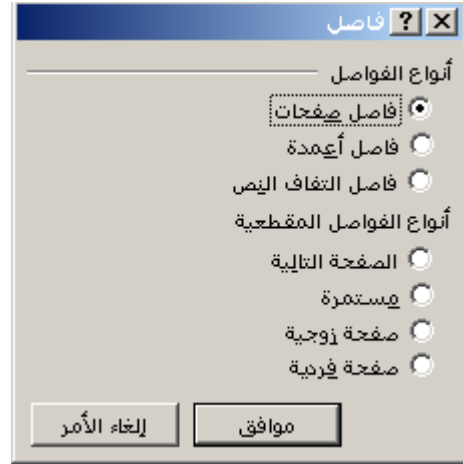 فاصل
أنواع الفواصل
فاصل صفحات
فاصل أعمدة
فاصل التفاف النص
أنواع الفواصل المقطعية
الصفحة التالية
مستمرة
صفحة زوجية
صفحة فردية
موافق إلغاء الأمر